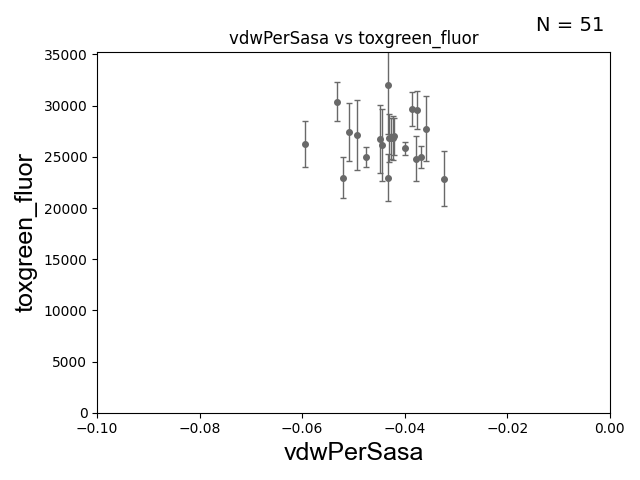 N = 51
vdwPerSasa vs toxgreen_fluor
35000
30000
25000
20000
15000
10000
5000
0
toxgreen_fluor
−0.10 −0.08 −0.06 −0.04 −0.02 0.00
vdwPerSasa